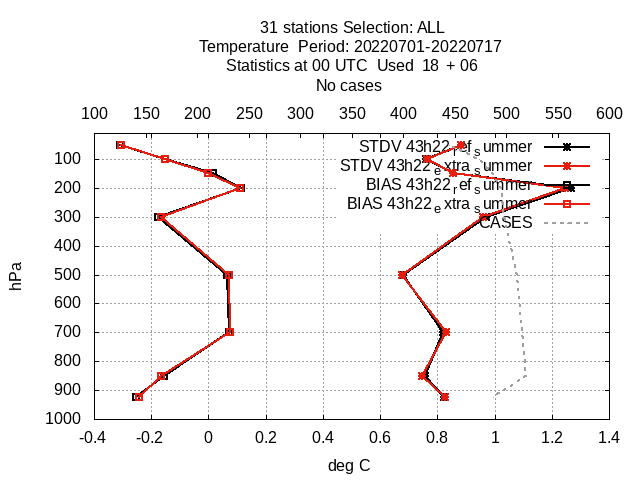 31 stations Selection: ALL
Temperature  Period: 20220701-20220717
Statistics at 00 UTC  Used  18  + 06
No cases
100 150 200 250 300 350 400 450 500 550 600
STDV 43h22_ref_summer
STDV 43h22_extra_summer
BIAS 43h22_ref_summer
BIAS 43h22_extra_summer
CASES
hPa
100
200
300
400
500
600
700
800
900
1000
-0.4 -0.2 0 0.2 0.4 0.6 0.8 1 1.2 1.4
deg C